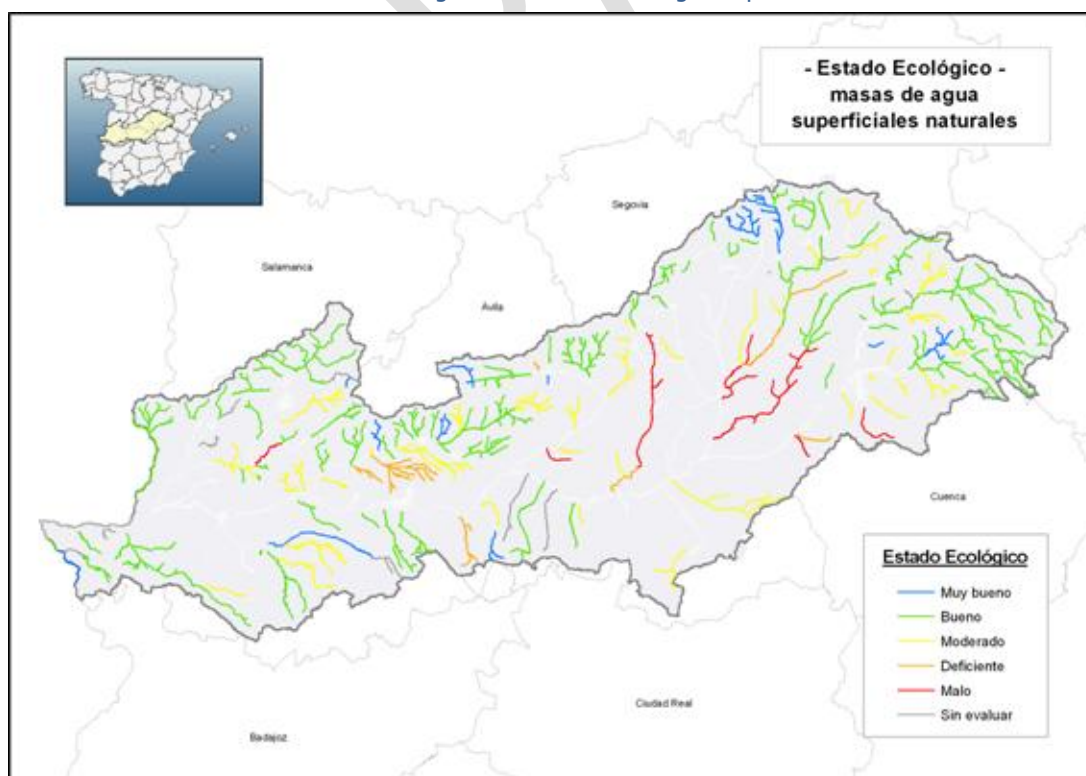 - Estado Ecológico -
masas de agua
superficiales naturales
Segovia
Salamanca
Ávila
Cuenca
Estado Ecológico
Muy bueno
Bueno
Moderado
Deficiente
Malo
Sin evaluar
Ciudad Real
Badajoz